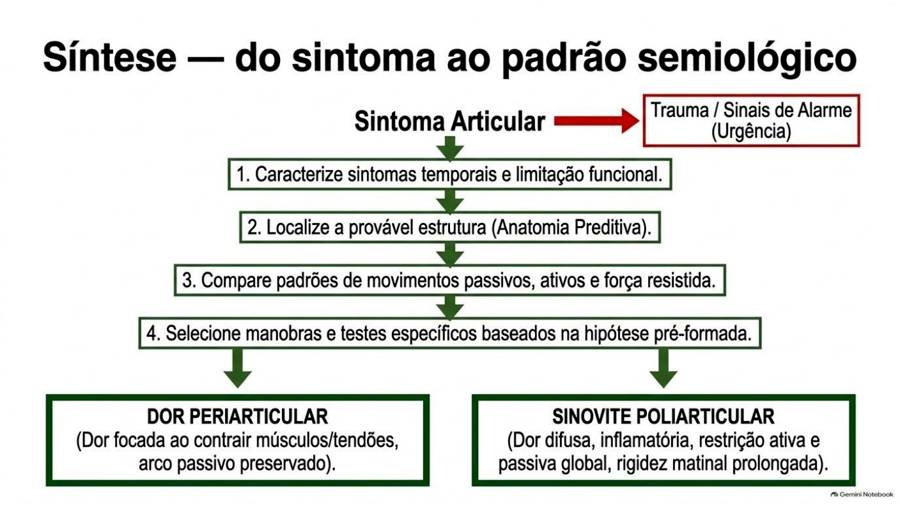 Síntese — do sintoma ao padrão semiológico
Sintoma Articular
Trauma / Sinais de Alarme
(Urgência)
1. Caracterize sintomas temporais e limitação funcional.
2. Localize a provável estrutura (Anatomia Preditiva).
3. Compare padrões de movimentos passivos, ativos e força resistida.
4. Selecione manobras e testes específicos baseados na hipótese pré-formada.
DOR PERIARTICULAR
(Dor focada ao contrair músculos/tendões,
arco passivo preservado).
SINOVITE POLIARTICULAR
(Dor difusa, inflamatória, restrição ativa e
passiva global, rigidez matinal prolongada).
Gemini Notebook